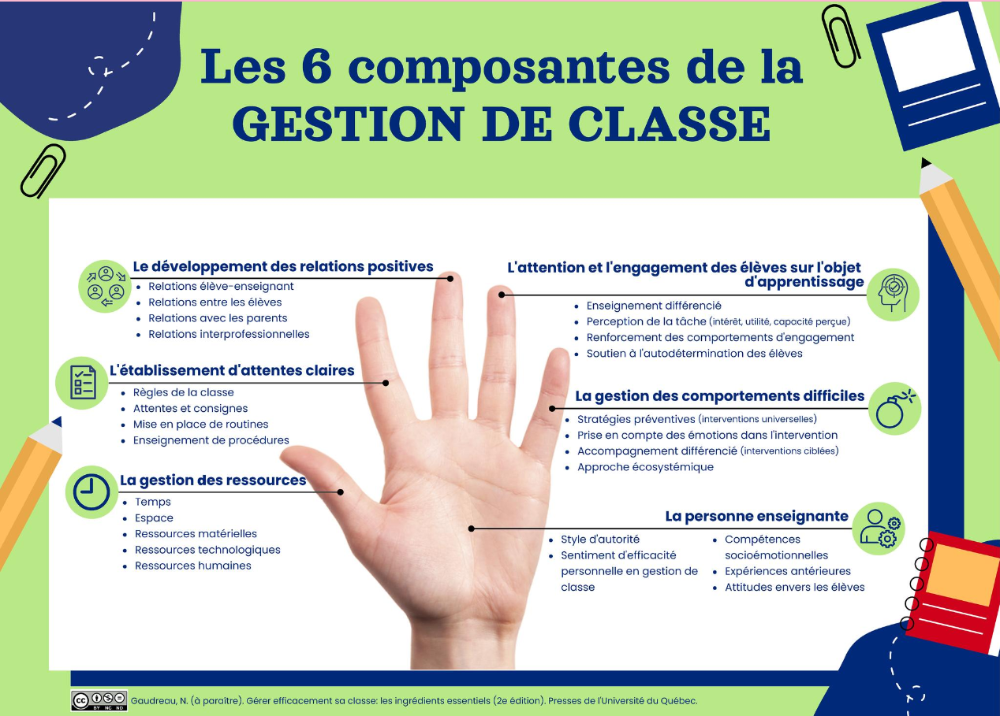 Les 6 composantes de la
GESTION DE CLASSE
Le développement des relations positives
• Relations élève-enseignant
• Relations entre les élèves
• Relations avec les parents
• Relations interprofessionnelles
L'établissement d'attentes claires
• Règles de la classe
• Attentes et consignes
• Mise en place de routines
• Enseignement de procédures
La gestion des ressources
• Temps
• Espace
• Ressources matérielles
• Ressources technologiques
• Ressources humaines
L'attention et l'engagement des élèves sur l'objet
d'apprentissage
• Enseignement différencié
• Perception de la tâche (intérêt, utilité, capacité perçue)
• Renforcement des comportements d'engagement
• Soutien à l'autodétermination des élèves
La gestion des comportements difficiles
• Stratégies préventives (interventions universelles)
• Prise en compte des émotions dans l'intervention
• Accompagnement différencié (interventions ciblées)
• Approche écosystémique
La personne enseignante
• Style d'autorité
• Sentiment d'efficacité
personnelle en gestion de
classe
• Compétences
socioémotionnelles
• Expériences antérieures
• Attitudes envers les élèves
cc BY NC ND
Gaudreau, N. (à paraître). Gérer efficacement sa classe: les ingrédients essentiels (2e édition). Presses de l'Université du Québec.